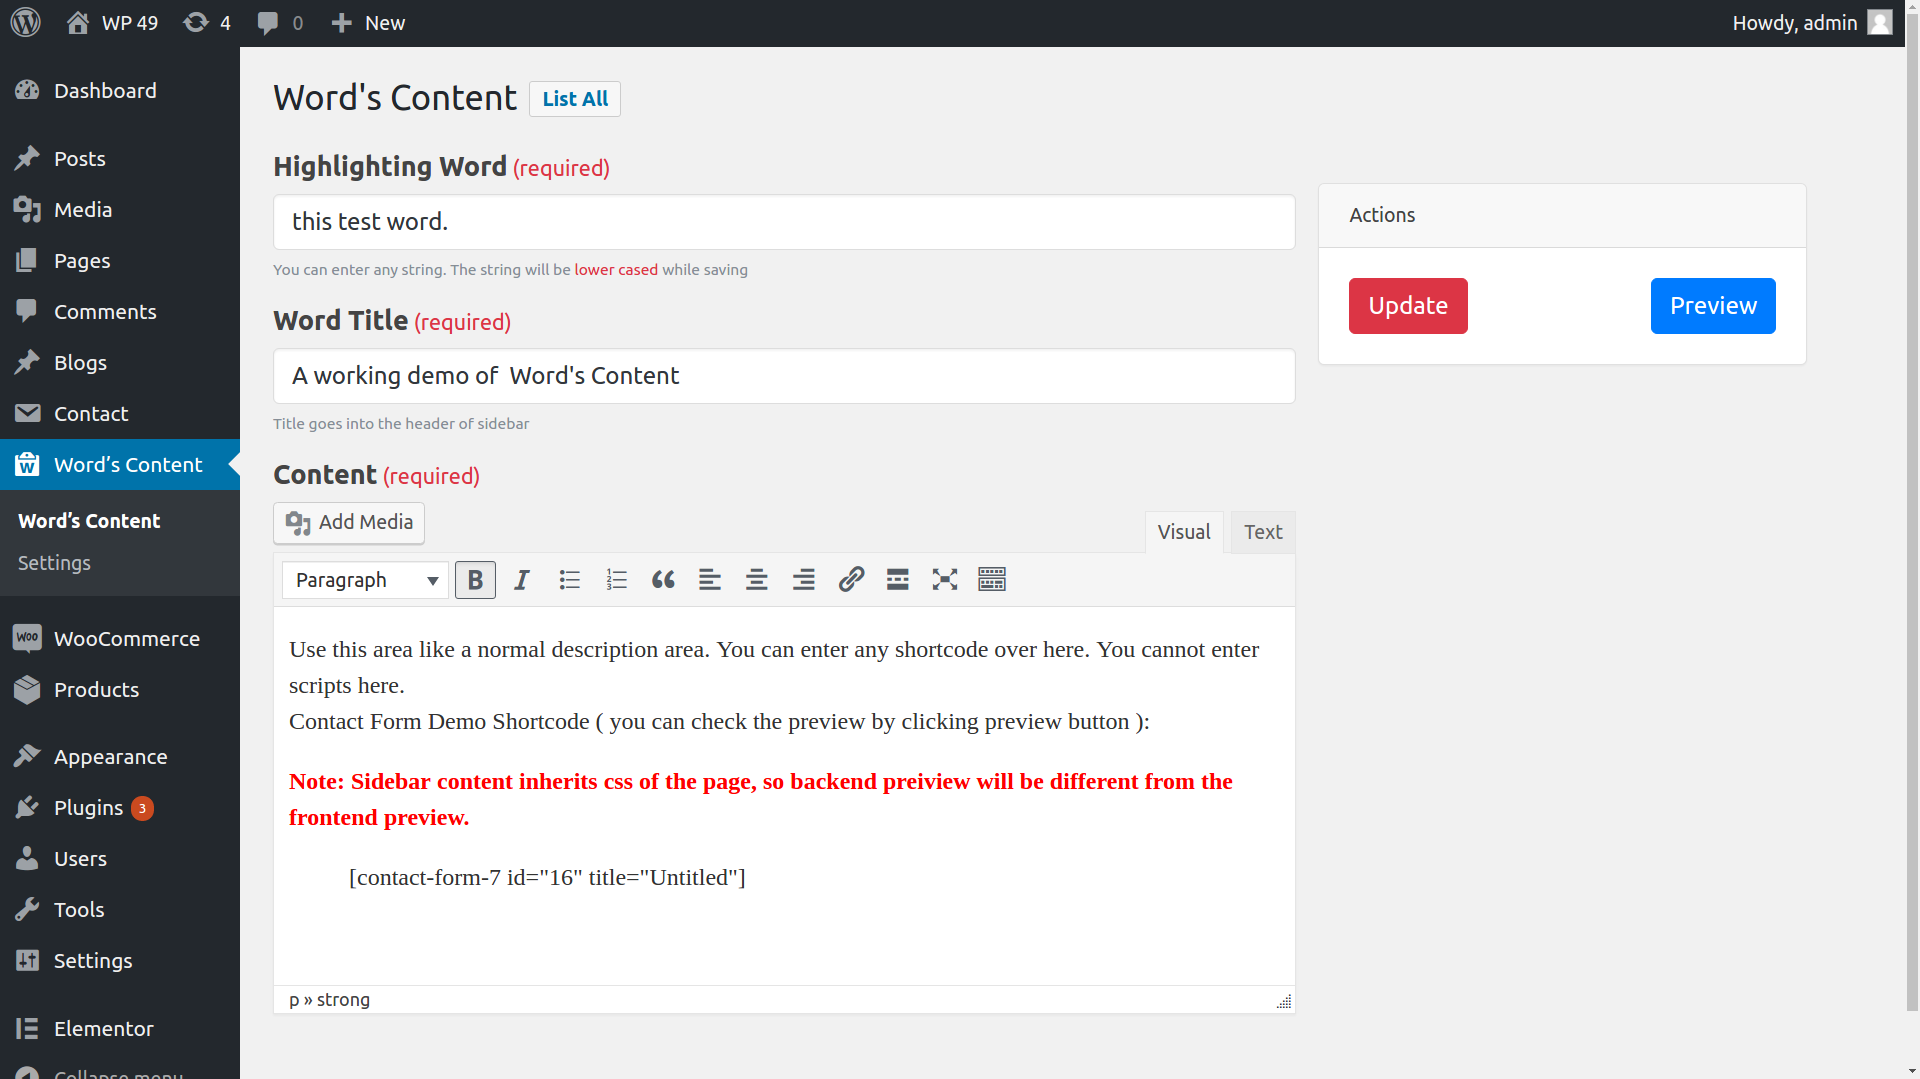 WP 49
4
0
New
Howdy, admin
Dashboard
Posts
Media
Pages
Comments
Blogs
Contact
Word’s Content
Word’s Content
Settings
WooCommerce
Products
Appearance
Plugins 3
Users
Tools
Settings
Elementor
Collapse menu
Word's Content
List All
Highlighting Word (required)
this test word.
You can enter any string. The string will be lower cased while saving
Word Title (required)
A working demo of  Word's Content
Title goes into the header of sidebar
Content (required)
Add Media
Visual
Text
Paragraph
B
I
Use this area like a normal description area. You can enter any shortcode over here. You cannot enter
scripts here.
Contact Form Demo Shortcode ( you can check the preview by clicking preview button ):
Note: Sidebar content inherits css of the page, so backend preiview will be different from the
frontend preview.
[contact-form-7 id="16" title="Untitled"]
p » strong
Actions
Update
Preview